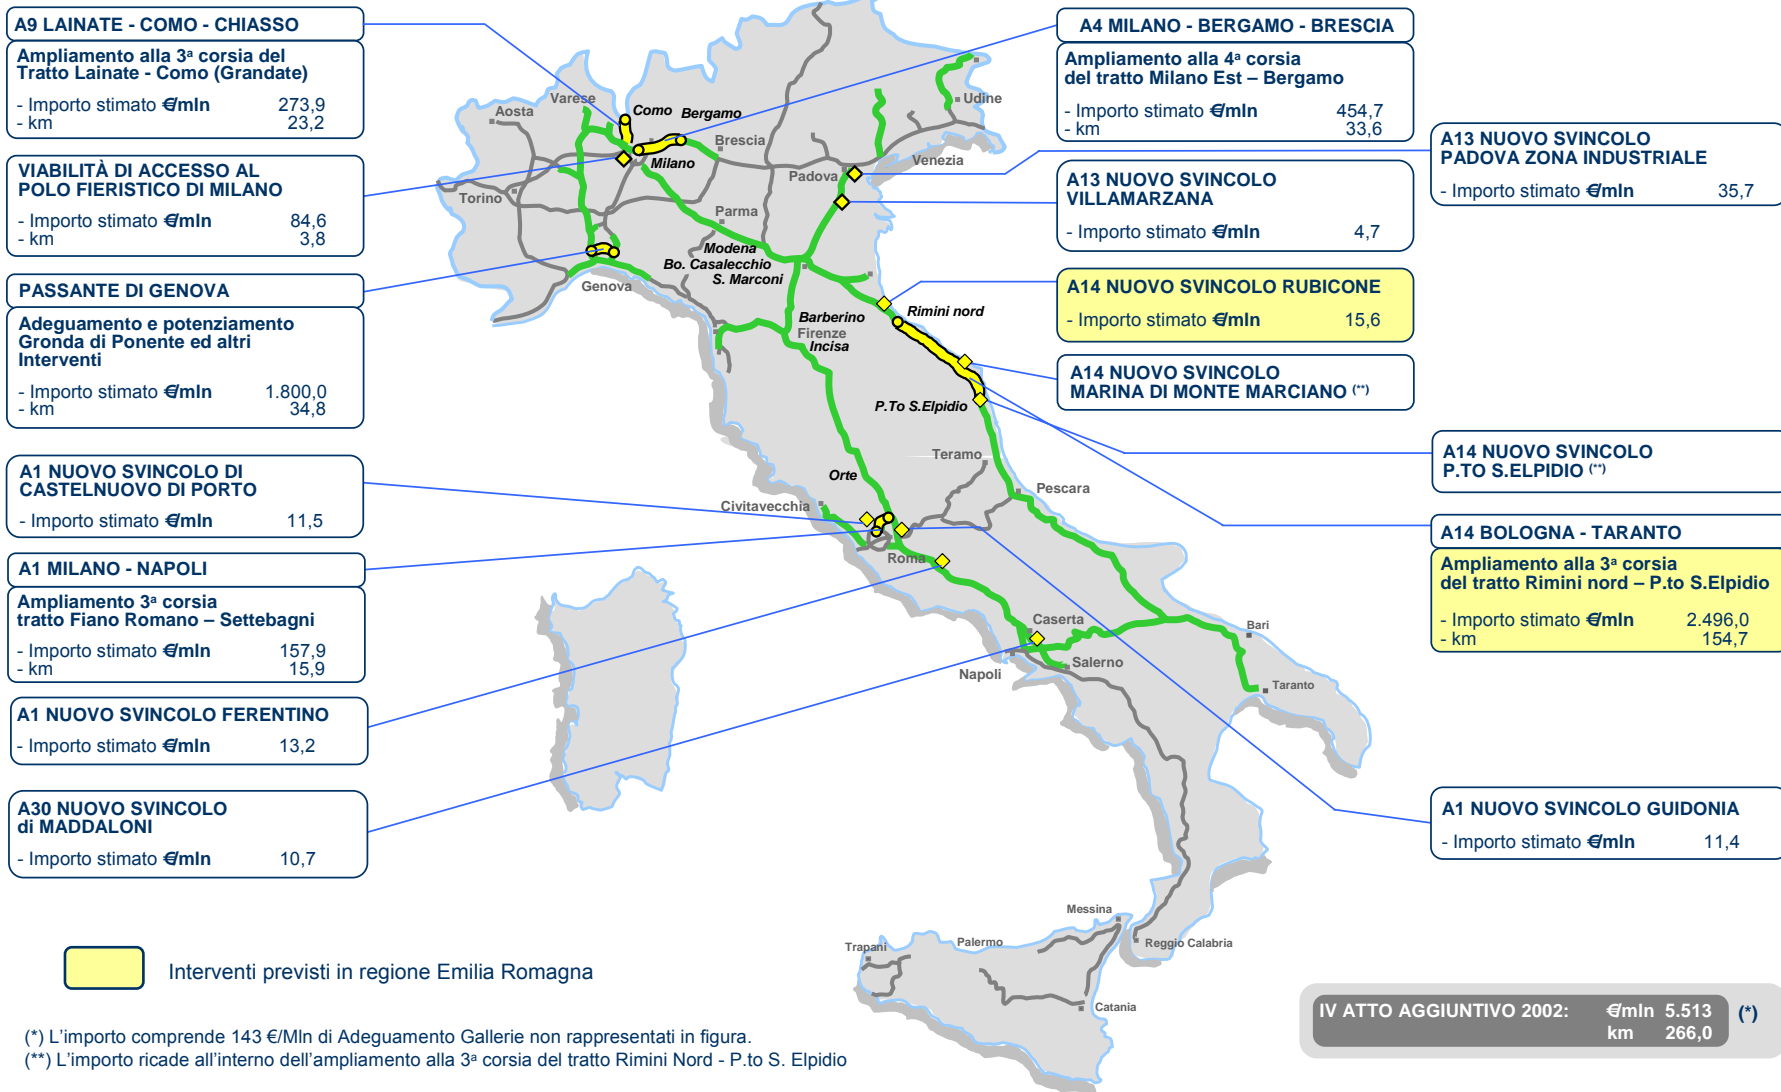 A9 LAINATE - COMO - CHIASSO
Ampliamento alla 3ª corsia del
Tratto Lainate - Como (Grandate)
- Importo stimato €/mln 273,9
- km 23,2
VIABILITÀ DI ACCESSO AL
POLO FIERISTICO DI MILANO
- Importo stimato €/mln 84,6
- km 3,8
PASSANTE DI GENOVA
Adeguamento e potenziamento
Gronda di Ponente ed altri
Interventi
- Importo stimato €/mln 1.800,0
- km 34,8
A1 NUOVO SVINCOLO DI
CASTELNUOVO DI PORTO
- Importo stimato €/mln 11,5
A1 MILANO - NAPOLI
Ampliamento 3ª corsia
tratto Fiano Romano – Settebagni
- Importo stimato €/mln 157,9
- km 15,9
A1 NUOVO SVINCOLO FERENTINO
- Importo stimato €/mln 13,2
A30 NUOVO SVINCOLO
di MADDALONI
- Importo stimato €/mln 10,7
Aosta
Varese
Como
Bergamo
Brescia
Milano
Torino
Udine
Venezia
Padova
Parma
Modena
Bo. Casalecchio
S. Marconi
Genova
Barberino
Firenze
Incisa
Rimini nord
P.To S.Elpidio
Teramo
Orte
Pescara
Civitavecchia
Roma
Caserta
Bari
Napoli
Salerno
Taranto
Messina
Reggio Calabria
Trapani
Palermo
Catania
A4 MILANO - BERGAMO - BRESCIA
Ampliamento alla 4ª corsia
del tratto Milano Est – Bergamo
- Importo stimato €/mln 454,7
- km 33,6
A13 NUOVO SVINCOLO
PADOVA ZONA INDUSTRIALE
- Importo stimato €/mln 35,7
A13 NUOVO SVINCOLO
VILLAMARZANA
- Importo stimato €/mln 4,7
A14 NUOVO SVINCOLO RUBICONE
- Importo stimato €/mln 15,6
A14 NUOVO SVINCOLO
MARINA DI MONTE MARCIANO (**)
A14 NUOVO SVINCOLO
P.TO S.ELPIDIO (**)
A14 BOLOGNA - TARANTO
Ampliamento alla 3ª corsia
del tratto Rimini nord – P.to S.Elpidio
- Importo stimato €/mln 2.496,0
- km 154,7
A1 NUOVO SVINCOLO GUIDONIA
- Importo stimato €/mln 11,4
Interventi previsti in regione Emilia Romagna
(*) L'importo comprende 143 €/Mln di Adeguamento Gallerie non rappresentati in figura.
(**) L'importo ricade all'interno dell'ampliamento alla 3ª corsia del tratto Rimini Nord - P.to S. Elpidio
IV ATTO AGGIUNTIVO 2002: €/mln 5.513 (*)
km 266,0